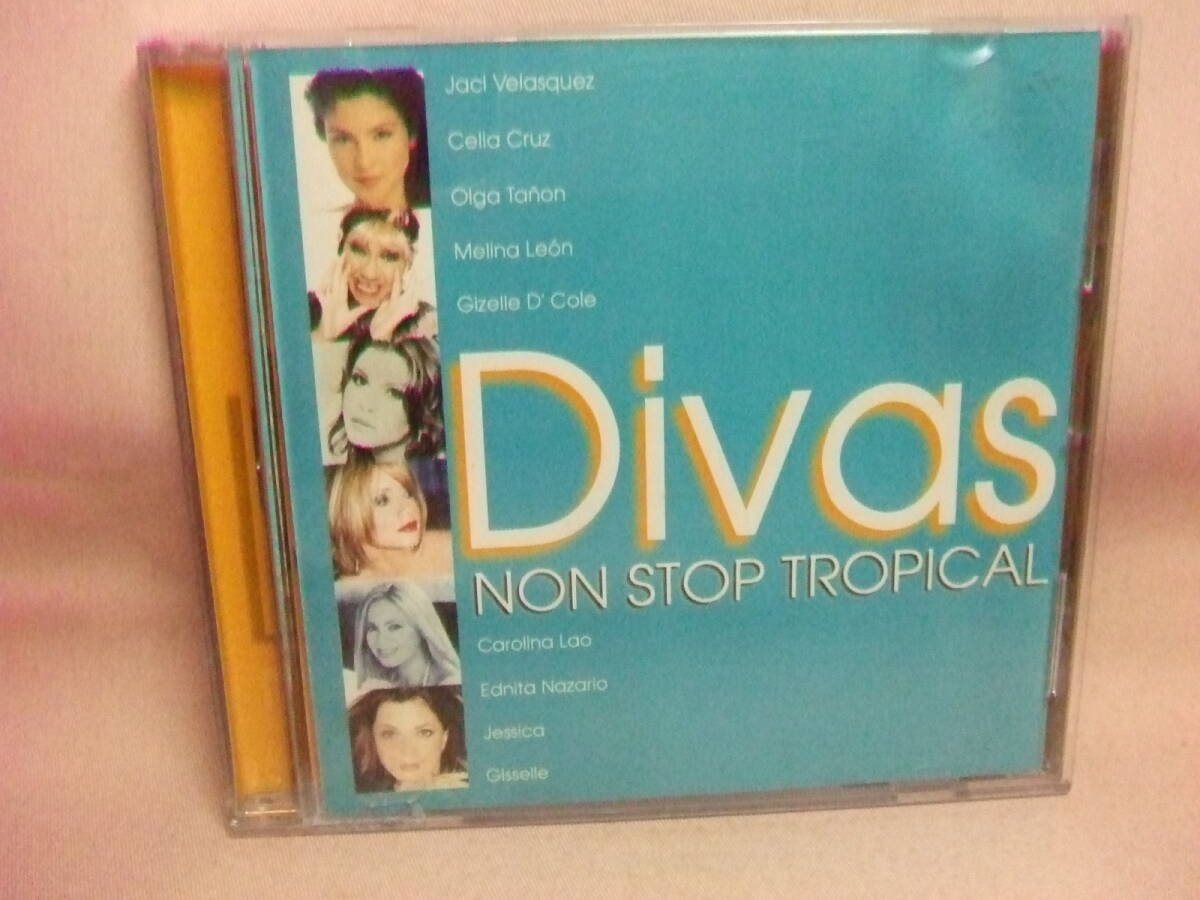 Jaci Velasquez
Celia Cruz
Olga Tañon
Melina León
Gizelle D' Cole
Divas
NON STOP TROPICAL
Carolina Lao
Ednita Nazario
Jessica
Gisselle